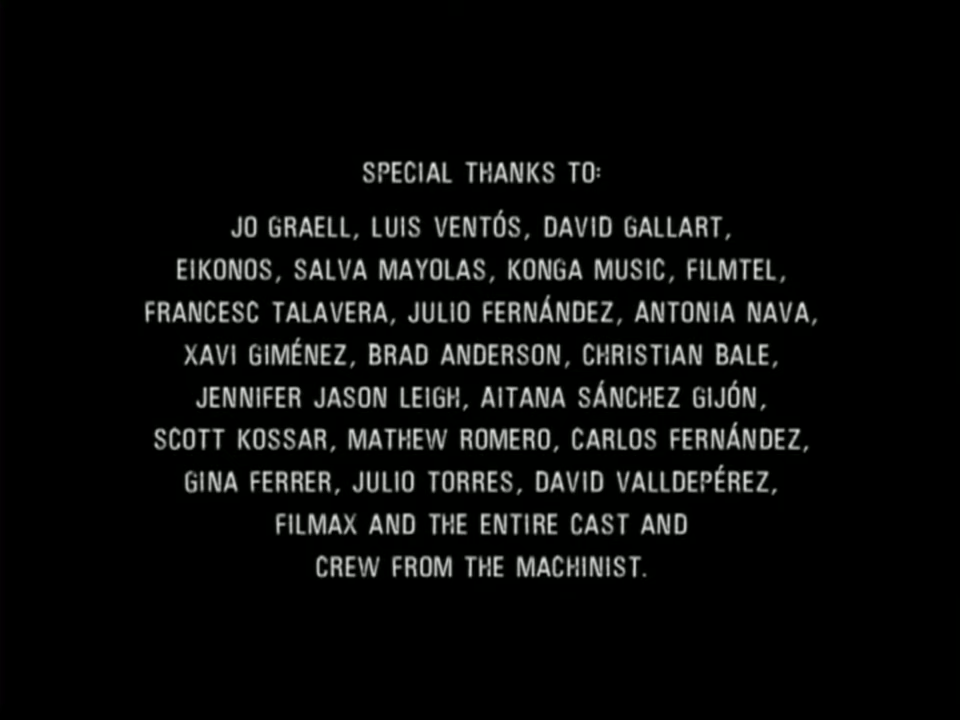 SPECIAL THANKS TO:
JO GRAELL, LUIS VENTÓS, DAVID GALLART,
EIKONOS, SALVA MAYOLAS, KONGA MUSIC, FILMTEL,
FRANCESC TALAVERA, JULIO FERNÁNDEZ, ANTONIA NAVA,
XAVI GIMÉNEZ, BRAD ANDERSON, CHRISTIAN BALE,
JENNIFER JASON LEIGH, AITANA SÁNCHEZ GIJÓN,
SCOTT KOSSAR, MATHEW ROMERO, CARLOS FERNÁNDEZ,
GINA FERRER, JULIO TORRES, DAVID VALLDEPÉREZ,
FILMAX AND THE ENTIRE CAST AND
CREW FROM THE MACHINIST.